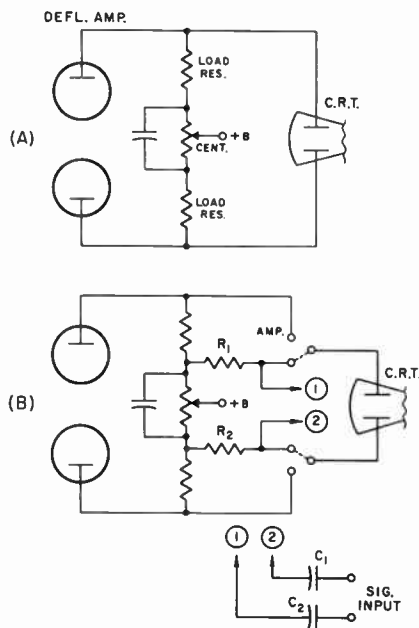 DEFL. AMP.
LOAD
RES.
C.R.T.
(A)
+B
CENT.
LOAD
RES.
AMP.
R1
C.R.T.
1
(B)
+B
2
R2
1
2
C1
SIG.
INPUT
C2